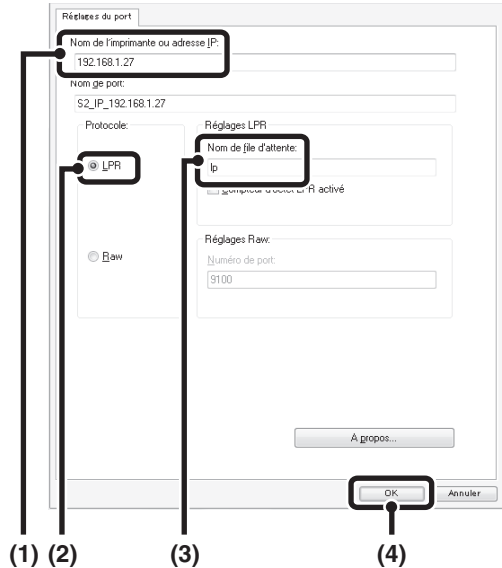 Réglages du port
Nom de l'imprimante ou adresse IP:
192.168.1.27
Nom de port:
S2_IP_192.168.1.27
Protocole:
Réglages LPR
Nom de file d'attente:
LPR
lp
Compteur d'octet LPR activé
Réglages Raw:
Raw
Numéro de port:
9100
A propos...
OK
Annuler
(1) (2) (3) (4)